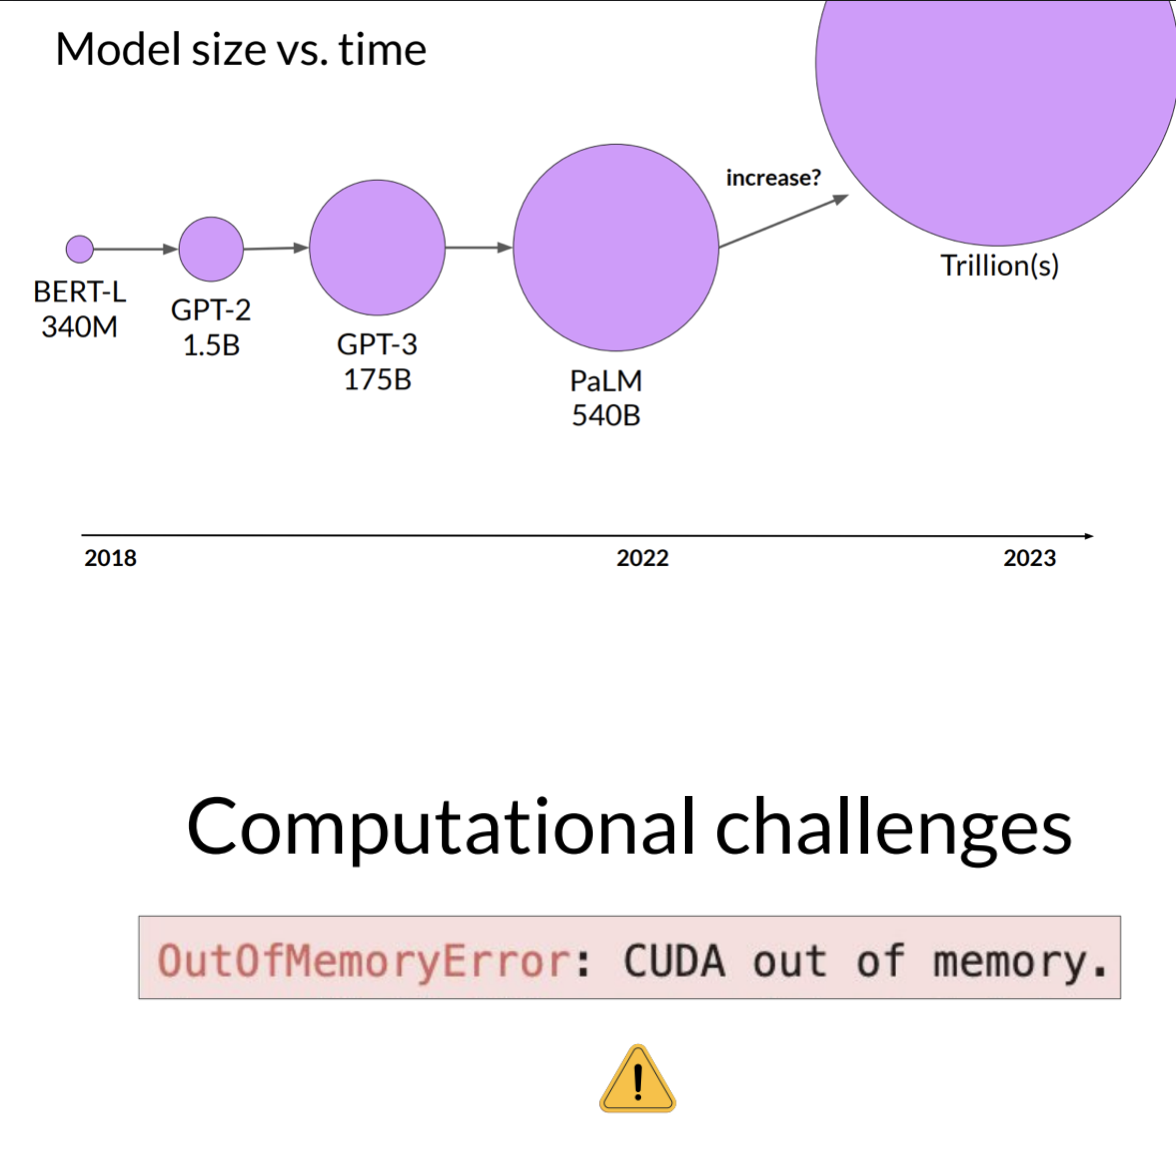 Model size vs. time
increase?
Trillion(s)
BERT-L
340M
GPT-2
1.5B
GPT-3
175B
PaLM
540B
2018
2022
2023
Computational challenges
OutOfMemoryError: CUDA out of memory.